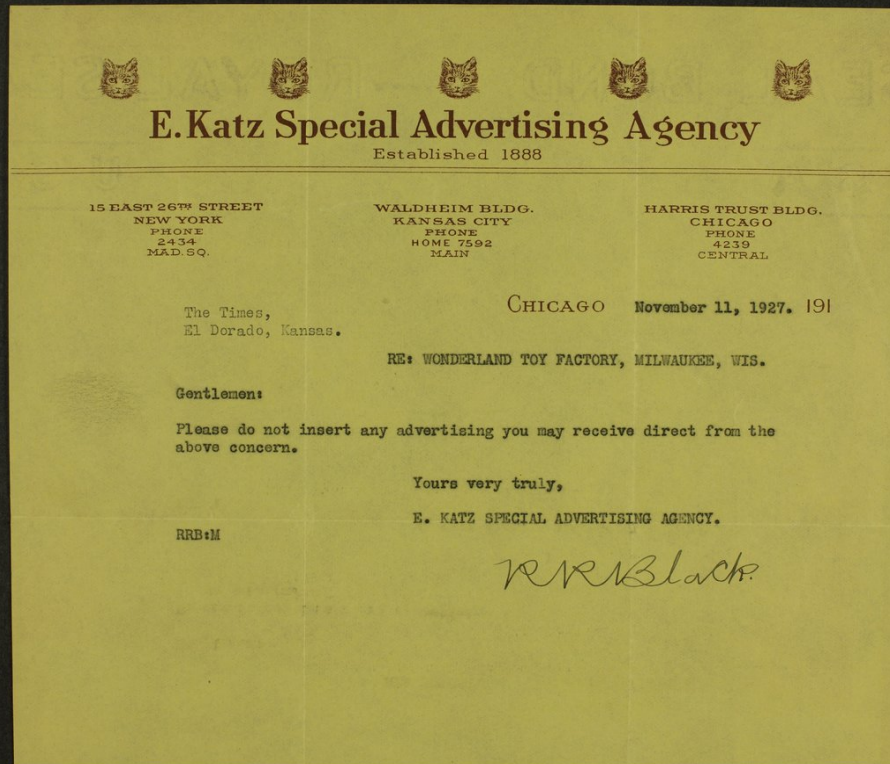 E. Katz Special Advertising Agency
Established 1888
15 EAST 26TH STREET
NEW YORK
PHONE
2434
MAD. SQ.
WALDHEIM BLDG.
KANSAS CITY
PHONE
HOME 7592
MAIN
HARRIS TRUST BLDG.
CHICAGO
PHONE
4239
CENTRAL
CHICAGO November 11, 1927. 191
The Times,
El Dorado, Kansas.
RE: WONDERLAND TOY FACTORY, MILWAUKEE, WIS.
Gentlemen:
Please do not insert any advertising you may receive direct from the
above concern.
Yours very truly,
E. KATZ SPECIAL ADVERTISING AGENCY.
RRB:M
RRBlack.